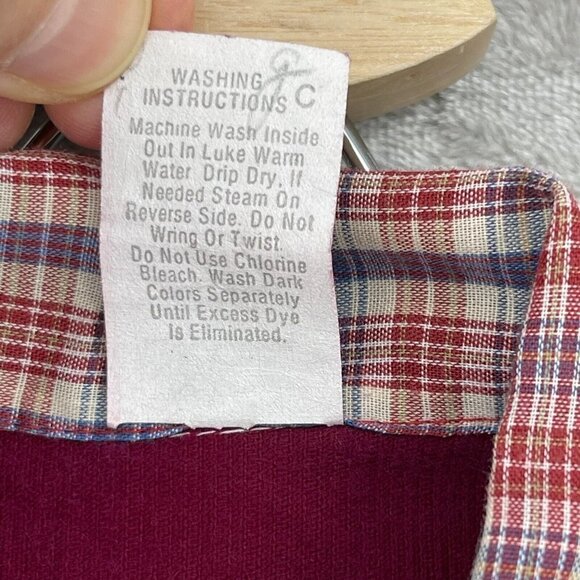 WASHING
INSTRUCTIONS C
Machine Wash Inside
Out In Luke Warm
Water Drip Dry, If
Needed Steam On
Reverse Side. Do Not
Wring Or Twist.
Do Not Use Chlorine
Bleach. Wash Dark
Colors Separately
Until Excess Dye
Is Eliminated.